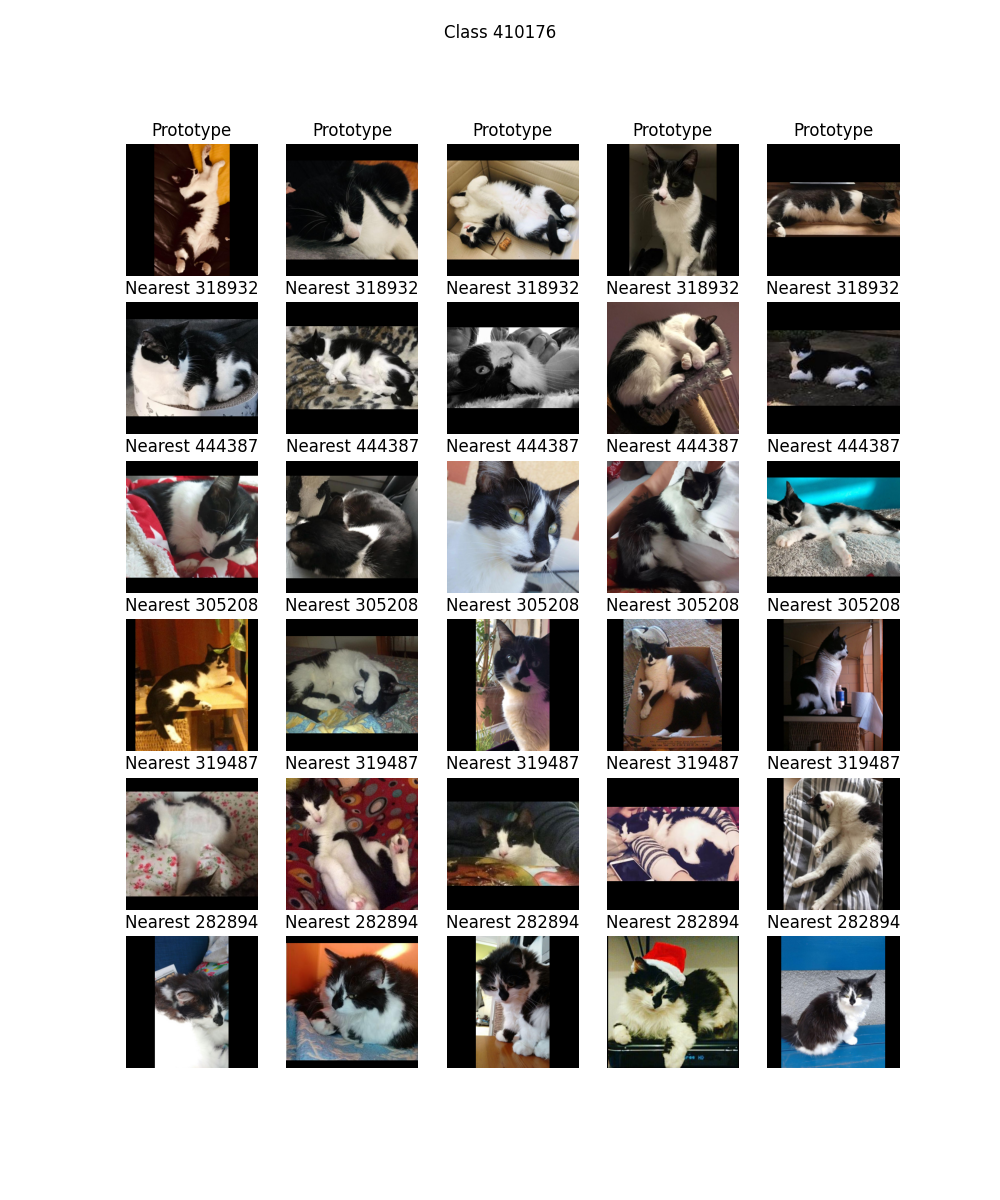 Class 410176
Prototype Prototype Prototype Prototype Prototype
Nearest 318932 Nearest 318932 Nearest 318932 Nearest 318932 Nearest 318932
Nearest 444387 Nearest 444387 Nearest 444387 Nearest 444387 Nearest 444387
Nearest 305208 Nearest 305208 Nearest 305208 Nearest 305208 Nearest 305208
Nearest 319487 Nearest 319487 Nearest 319487 Nearest 319487 Nearest 319487
Nearest 282894 Nearest 282894 Nearest 282894 Nearest 282894 Nearest 282894